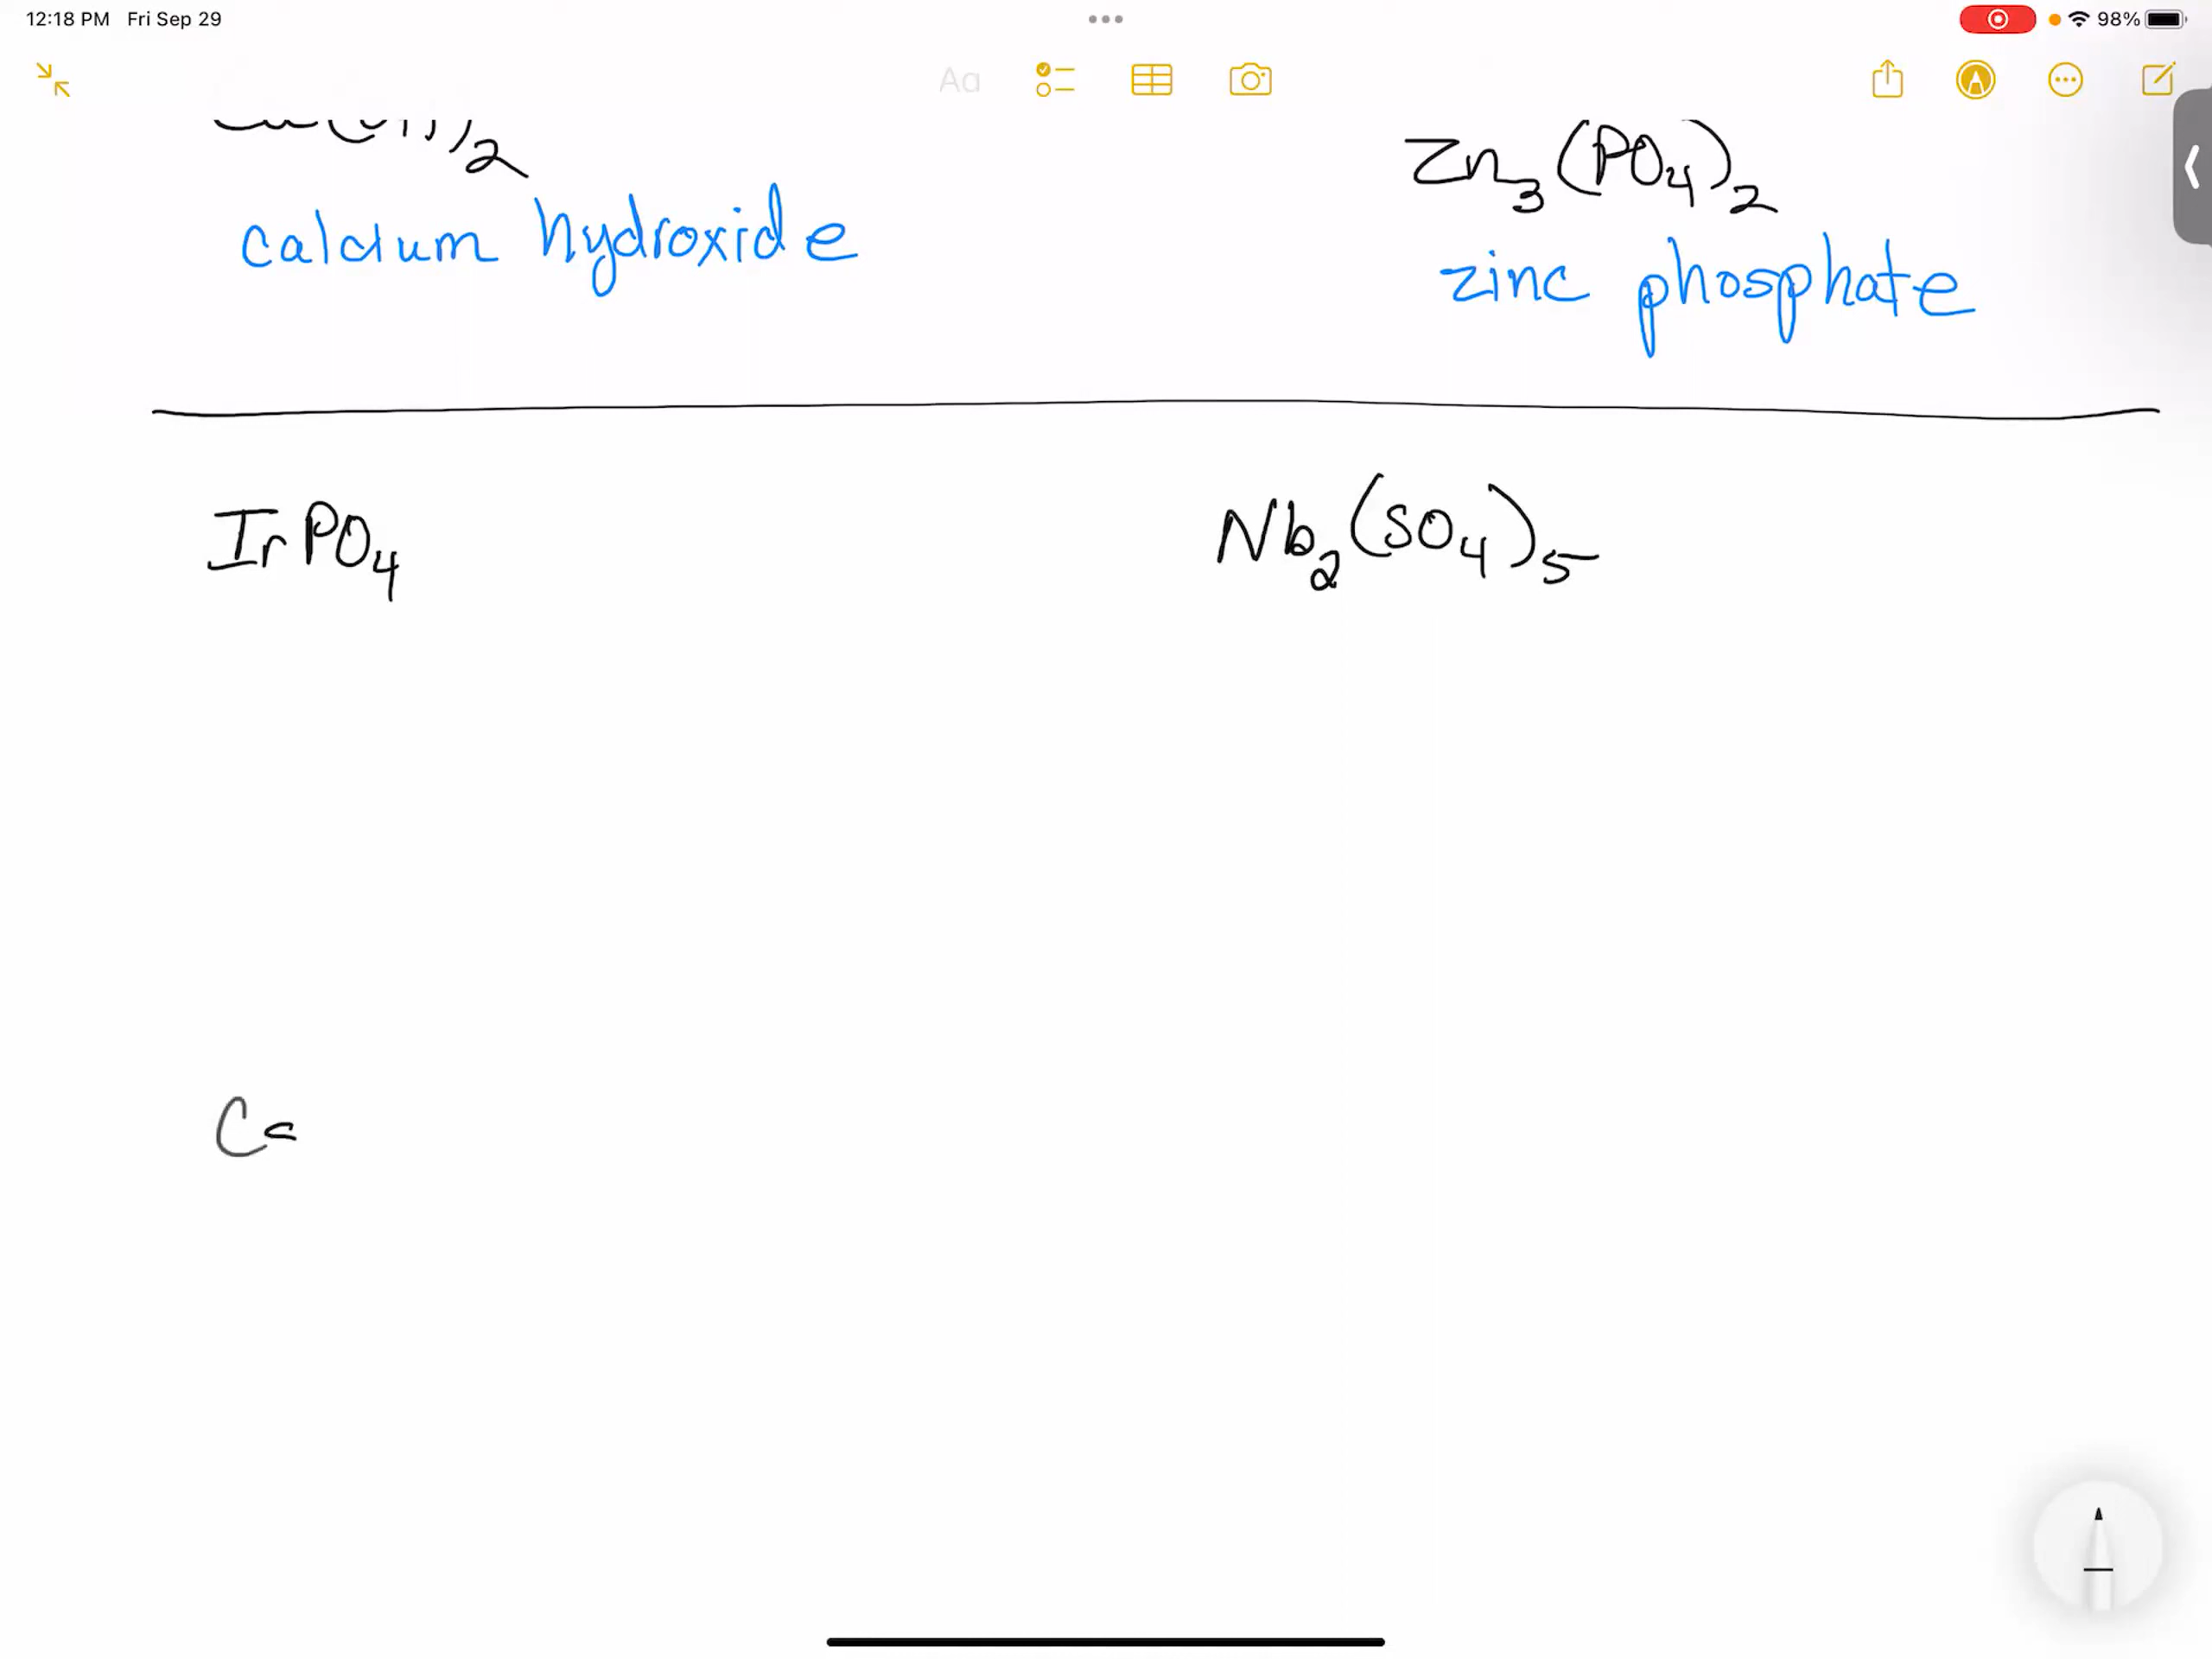 12:18 PM Fri Sep 29
98%
Aa
Zn₃(PO₄)₂
calcium hydroxide
zinc phosphate
IrPO₄
Nb₂(SO₄)₅